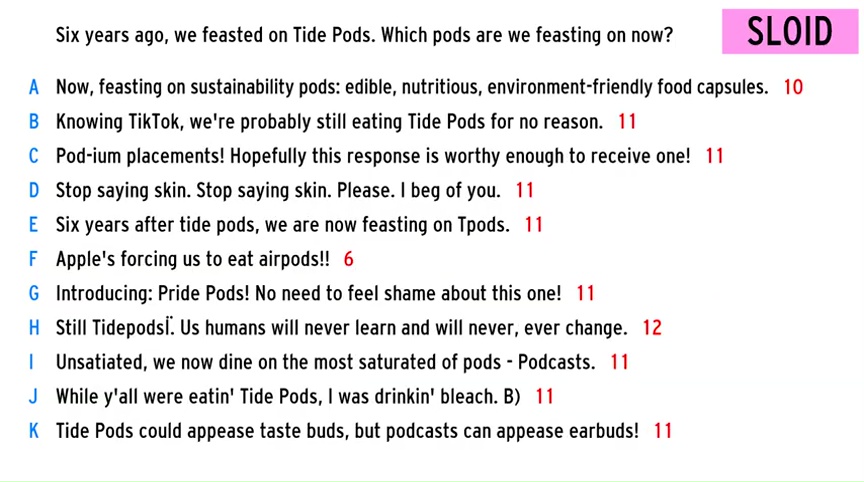 Six years ago, we feasted on Tide Pods. Which pods are we feasting on now?
SLOID
A Now, feasting on sustainability pods: edible, nutritious, environment-friendly food capsules. 10
B Knowing TikTok, we're probably still eating Tide Pods for no reason. 11
C Pod-ium placements! Hopefully this response is worthy enough to receive one! 11
D Stop saying skin. Stop saying skin. Please. I beg of you. 11
E Six years after tide pods, we are now feasting on Tpods. 11
F Apple's forcing us to eat airpods!! 6
G Introducing: Pride Pods! No need to feel shame about this one! 11
H Still Tidepodsl̈. Us humans will never learn and will never, ever change. 12
I Unsatiated, we now dine on the most saturated of pods - Podcasts. 11
J While y'all were eatin' Tide Pods, I was drinkin' bleach. B) 11
K Tide Pods could appease taste buds, but podcasts can appease earbuds! 11